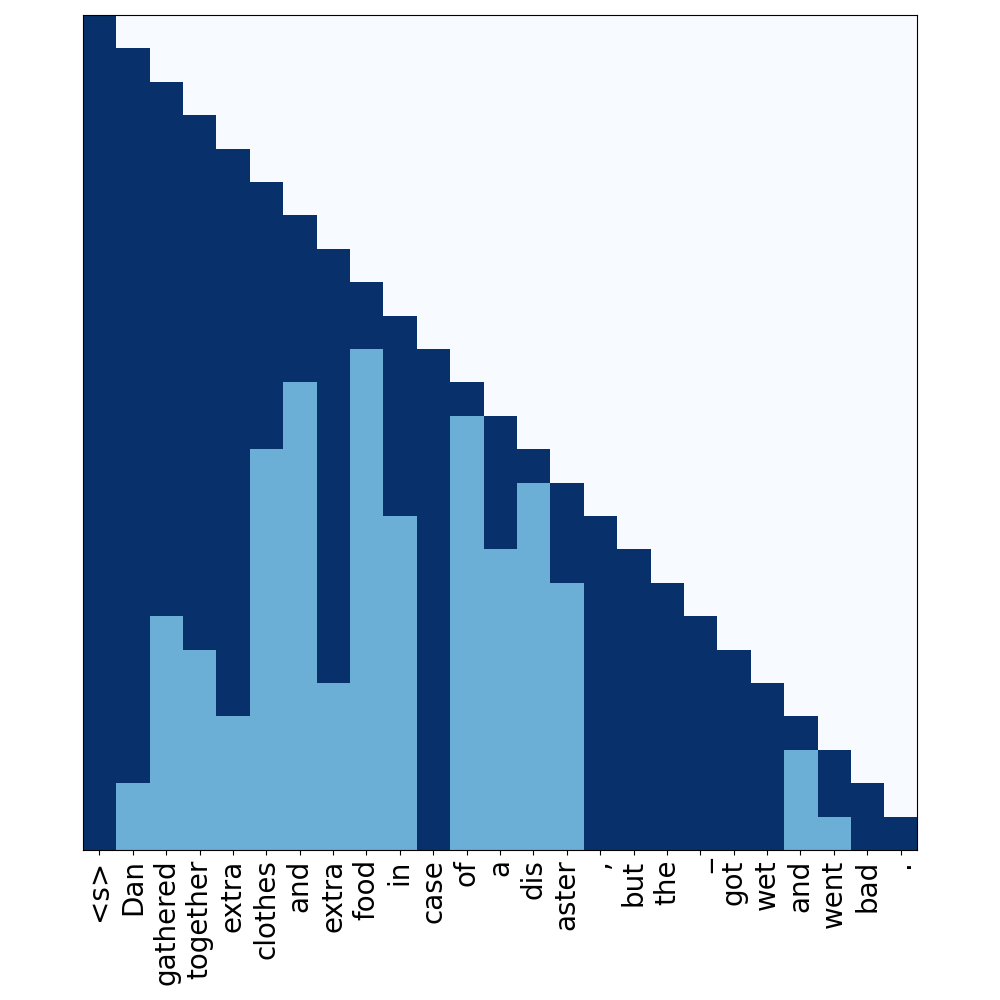 <s>
Dan
gathered
together
extra
clothes
and
extra
food
in
case
of
a
dis
aster
,
but
the
_
got
wet
and
went
bad
.